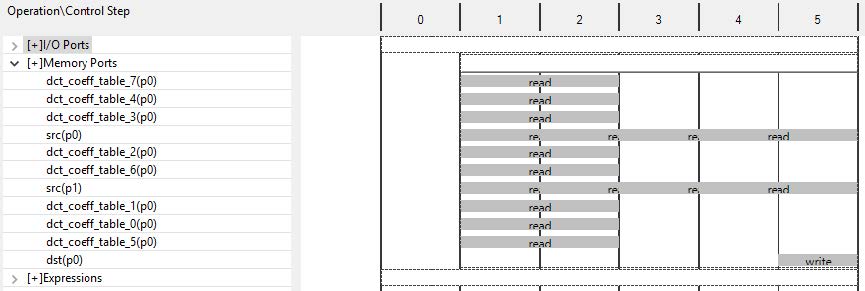 Operation\Control Step 0 1 2 3 4 5
[+]I/O Ports
[+]Memory Ports
dct_coeff_table_7(p0) read
dct_coeff_table_4(p0) read
dct_coeff_table_3(p0) read
src(p0) re re re read
dct_coeff_table_2(p0) read
dct_coeff_table_6(p0) read
src(p1) re re re read
dct_coeff_table_1(p0) read
dct_coeff_table_0(p0) read
dct_coeff_table_5(p0) read
dst(p0) write
[+]Expressions